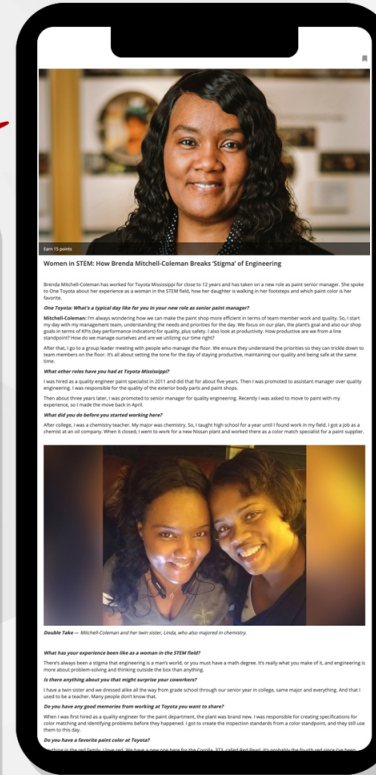 Earn 15 points
Women in STEM: How Brenda Mitchell-Coleman Breaks 'Stigma' of Engineering
Brenda Mitchell-Coleman has worked for Toyota Mississippi for close to 12 years and has taken on a new role as paint senior manager. She spoke
to One Toyota about her experience as a woman in the STEM field, how her daughter is walking in her footsteps and which paint color is her
favorite.
One Toyota: What's a typical day like for you in your new role as senior paint manager?
Mitchell-Coleman: I'm always wondering how we can make the paint shop more efficient in terms of team member work and quality. So, I start
my day with my management team, understanding the needs and priorities for the day. We focus on our plan, the plant's goal and also our shop
goals in terms of KPIs (key performance indicators) for quality, plus safety. I also look at productivity. How productive are we from a line
standpoint? How do we manage ourselves and are we utilizing our time right?
After that, I go to a group leader meeting with people who manage the floor. We ensure they understand the priorities so they can trickle down to
team members on the floor. It's all about setting the tone for the day of staying productive, maintaining our quality and being safe at the same
time.
What other roles have you had at Toyota Mississippi?
I was hired as a quality engineer paint specialist in 2011 and did that for about five years. Then I was promoted to assistant manager over quality
engineering. I was responsible for the quality of the exterior body parts and paint shops.
Then about three years later, I was promoted to senior manager for quality engineering. Recently I was asked to move to paint with my
experience, so I made the move back in April.
What did you do before you started working here?
After college, I was a chemistry teacher. My major was chemistry. So, I taught high school for a year until I found work in my field. I got a job as a
chemist at an oil company. When it closed, I went to work for a new Nissan plant and worked there as a color match specialist for a paint supplier.
Double Take — Mitchell-Coleman and her twin sister, Linda, who also majored in chemistry.
What has your experience been like as a woman in the STEM field?
There's always been a stigma that engineering is a man's world, or you must have a math degree. It's really what you make of it, and engineering is
more about problem-solving and thinking outside the box than anything.
Is there anything about you that might surprise your coworkers?
I have a twin sister and we dressed alike all the way from grade school through our senior year in college, same major and everything. And that I
used to be a teacher. Many people don't know that.
Do you have any good memories from working at Toyota you want to share?
When I was first hired as a quality engineer for the paint department, the plant was brand new. I was responsible for creating specifications for
color matching and identifying problems before they happened. I got to create the inspection standards from a color standpoint, and they still use
them to this day.
Do you have a favorite paint color at Toyota?
in the red family. I love red. We have a new one here for the Corolla, 3T3, called Red Pearl. It's probably the fourth red since I've been